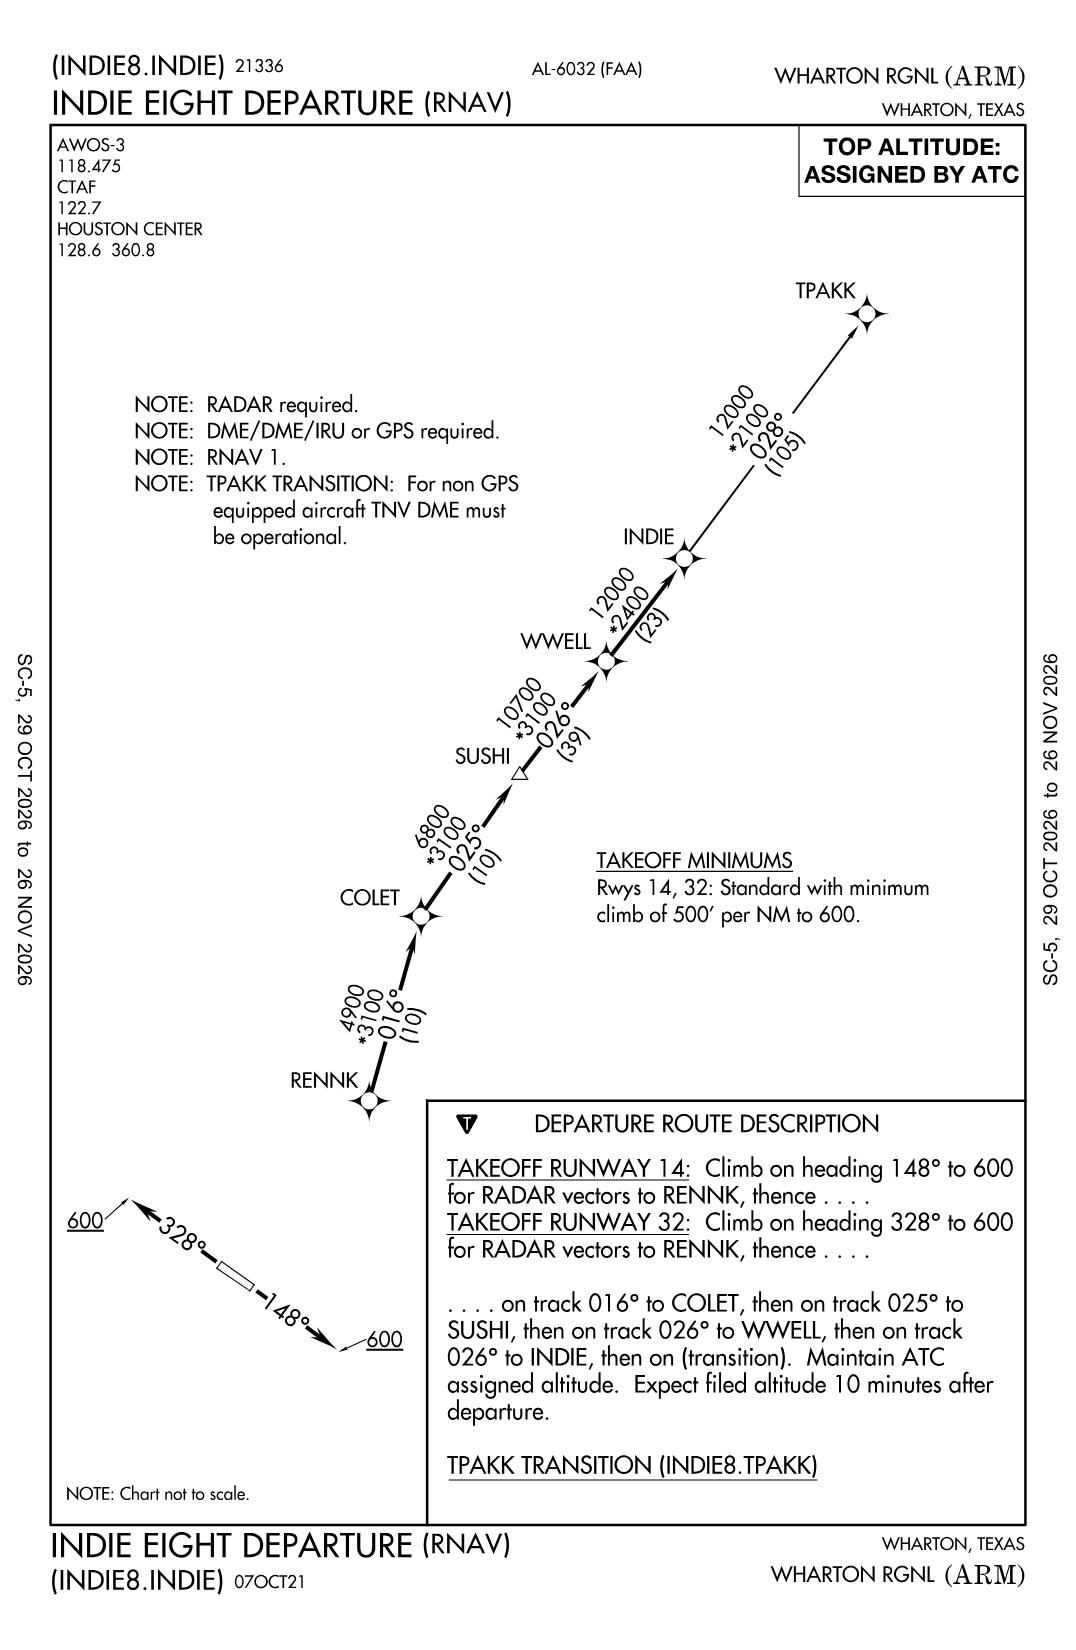 (INDIE8.INDIE) 21336
AL-6032 (FAA)
WHARTON RGNL (ARM)
INDIE EIGHT DEPARTURE (RNAV)
WHARTON, TEXAS
AWOS-3
118.475
CTAF
122.7
HOUSTON CENTER
128.6 360.8
TOP ALTITUDE:
ASSIGNED BY ATC
TPAKK
12000
*2100
028°
(105)
NOTE: RADAR required.
NOTE: DME/DME/IRU or GPS required.
NOTE: RNAV 1.
NOTE: TPAKK TRANSITION: For non GPS
equipped aircraft TNV DME must
be operational.
INDIE
12000
*2400
(23)
WWELL
10700
*3100
026°
(39)
SUSHI
6800
*3100
025°
(10)
COLET
4900
*3100
016°
(10)
RENNK
TAKEOFF MINIMUMS
Rwys 14, 32: Standard with minimum
climb of 500' per NM to 600.
SC-5, 29 OCT 2026 to 26 NOV 2026
SC-5, 29 OCT 2026 to 26 NOV 2026
600
328°
148°
600
T
DEPARTURE ROUTE DESCRIPTION
TAKEOFF RUNWAY 14: Climb on heading 148° to 600
for RADAR vectors to RENNK, thence . . . .
TAKEOFF RUNWAY 32: Climb on heading 328° to 600
for RADAR vectors to RENNK, thence . . . .
. . . . on track 016° to COLET, then on track 025° to
SUSHI, then on track 026° to WWELL, then on track
026° to INDIE, then on (transition). Maintain ATC
assigned altitude. Expect filed altitude 10 minutes after
departure.
TPAKK TRANSITION (INDIE8.TPAKK)
NOTE: Chart not to scale.
INDIE EIGHT DEPARTURE (RNAV)
WHARTON, TEXAS
(INDIE8.INDIE) 07OCT21
WHARTON RGNL (ARM)